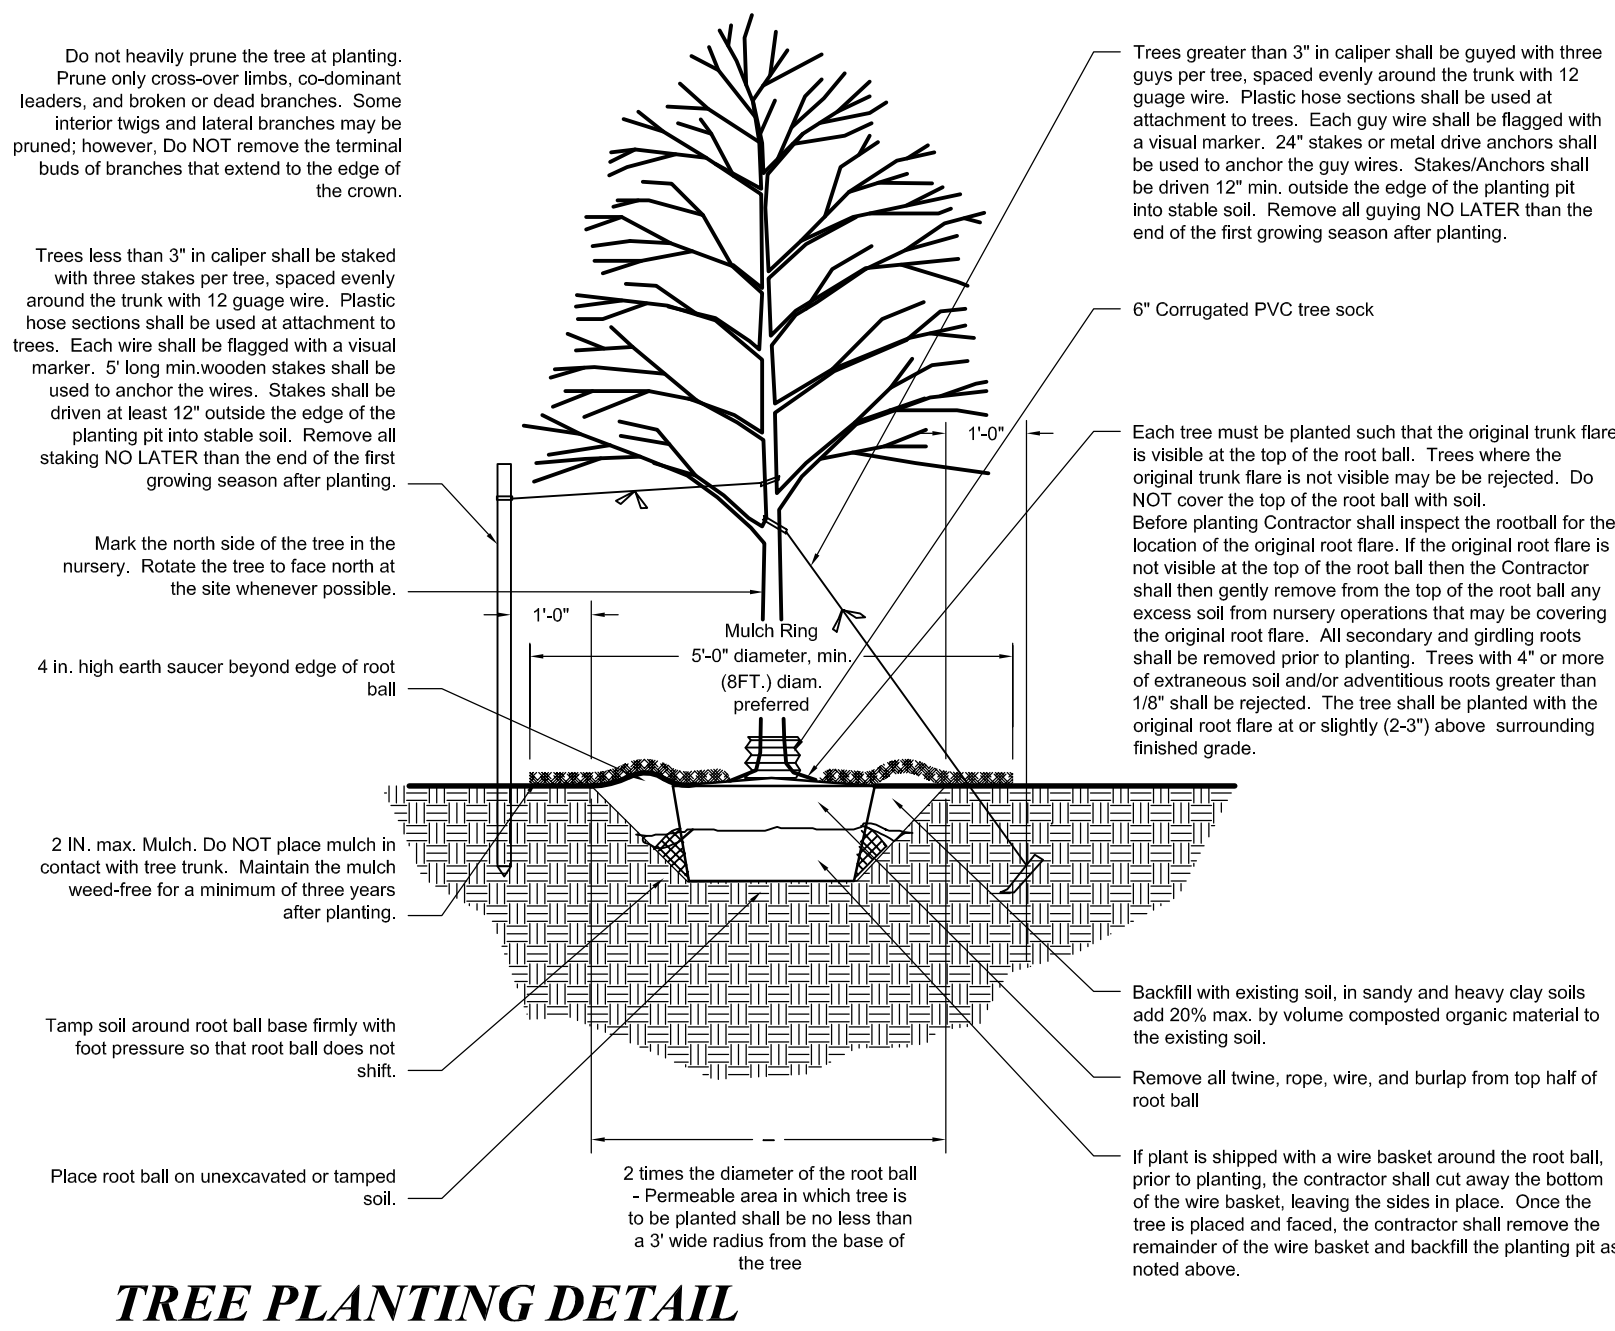 Do not heavily prune the tree at planting.
Prune only cross-over limbs, co-dominant
leaders, and broken or dead branches.  Some
interior twigs and lateral branches may be
pruned; however, Do NOT remove the terminal
buds of branches that extend to the edge of
the crown.
Trees less than 3" in caliper shall be staked
with three stakes per tree, spaced evenly
around the trunk with 12 guage wire.  Plastic
hose sections shall be used at attachment to
trees.  Each wire shall be flagged with a visual
marker.  5' long min.wooden stakes shall be
used to anchor the wires.  Stakes shall be
driven at least 12" outside the edge of the
planting pit into stable soil.  Remove all
staking NO LATER than the end of the first
growing season after planting.
Mark the north side of the tree in the
nursery.  Rotate the tree to face north at
the site whenever possible.
1'-0"
4 in. high earth saucer beyond edge of root
ball
2 IN. max. Mulch. Do NOT place mulch in
contact with tree trunk.  Maintain the mulch
weed-free for a minimum of three years
after planting.
Tamp soil around root ball base firmly with
foot pressure so that root ball does not
shift.
Place root ball on unexcavated or tamped
soil.
Mulch Ring
5'-0" diameter, min.
(8FT.) diam.
preferred
2 times the diameter of the root ball
- Permeable area in which tree is
to be planted shall be no less than
a 3' wide radius from the base of
the tree
Trees greater than 3" in caliper shall be guyed with three
guys per tree, spaced evenly around the trunk with 12
guage wire.  Plastic hose sections shall be used at
attachment to trees.  Each guy wire shall be flagged with
a visual marker.  24" stakes or metal drive anchors shall
be used to anchor the guy wires.  Stakes/Anchors shall
be driven 12" min. outside the edge of the planting pit
into stable soil.  Remove all guying NO LATER than the
end of the first growing season after planting.
6" Corrugated PVC tree sock
1'-0"
Each tree must be planted such that the original trunk flare
is visible at the top of the root ball.  Trees where the
original trunk flare is not visible may be be rejected.  Do
NOT cover the top of the root ball with soil.
Before planting Contractor shall inspect the rootball for the
location of the original root flare. If the original root flare is
not visible at the top of the root ball then the Contractor
shall then gently remove from the top of the root ball any
excess soil from nursery operations that may be covering
the original root flare.  All secondary and girdling roots
shall be removed prior to planting.  Trees with 4" or more
of extraneous soil and/or adventitious roots greater than
1/8" shall be rejected.  The tree shall be planted with the
original root flare at or slightly (2-3") above  surrounding
finished grade.
Backfill with existing soil, in sandy and heavy clay soils
add 20% max. by volume composted organic material to
the existing soil.
Remove all twine, rope, wire, and burlap from top half of
root ball
If plant is shipped with a wire basket around the root ball,
prior to planting, the contractor shall cut away the bottom
of the wire basket, leaving the sides in place.  Once the
tree is placed and faced, the contractor shall remove the
remainder of the wire basket and backfill the planting pit as
noted above.
TREE PLANTING DETAIL